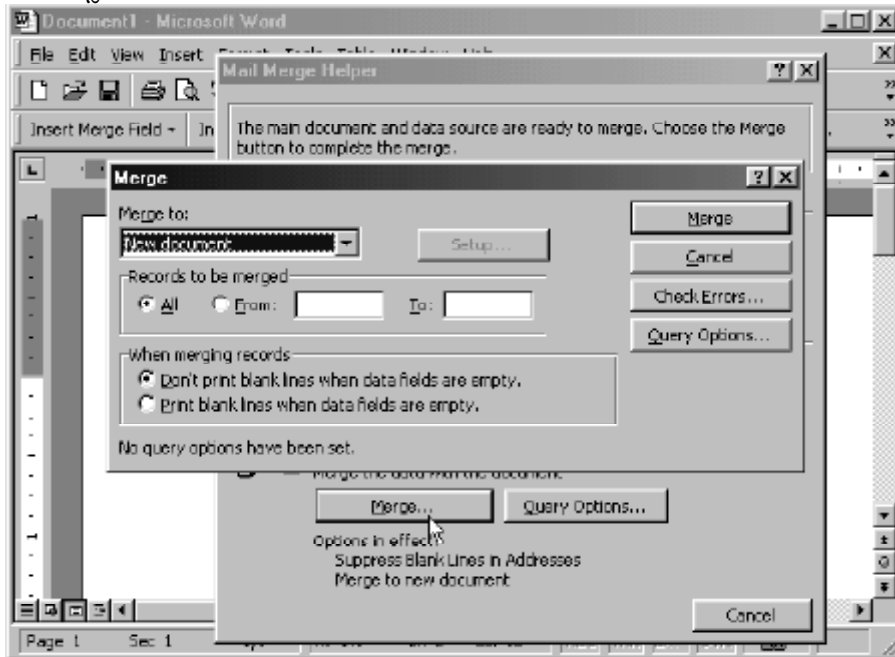 Document1 - Microsoft Word
File Edit View Insert
Mail Merge Helper
Insert Merge Field
The main document and data source are ready to merge. Choose the Merge
button to complete the merge.
Merge
Merge to:
New document
Setup...
Merge
Cancel
Records to be merged
All From: To:
Check Errors...
Query Options...
When merging records
Don't print blank lines when data fields are empty.
Print blank lines when data fields are empty.
No query options have been set.
Merge the data with the document
Merge... Query Options...
Options in effect:
Suppress Blank Lines in Addresses
Merge to new document
Cancel
Page 1 Sec 1